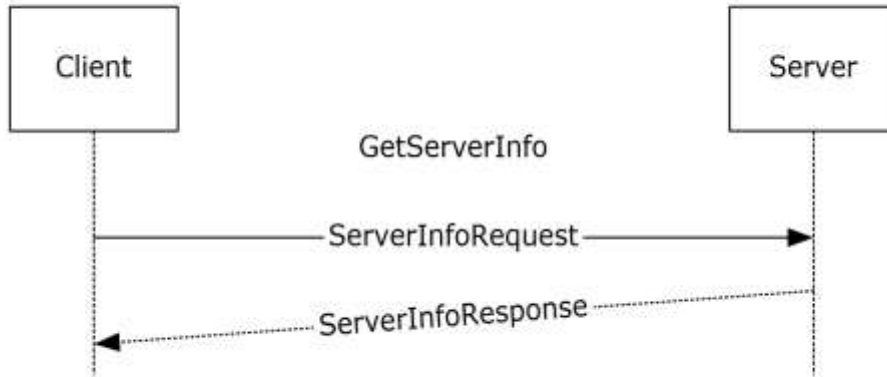 Client
Server
GetServerInfo
ServerInfoRequest
ServerInfoResponse